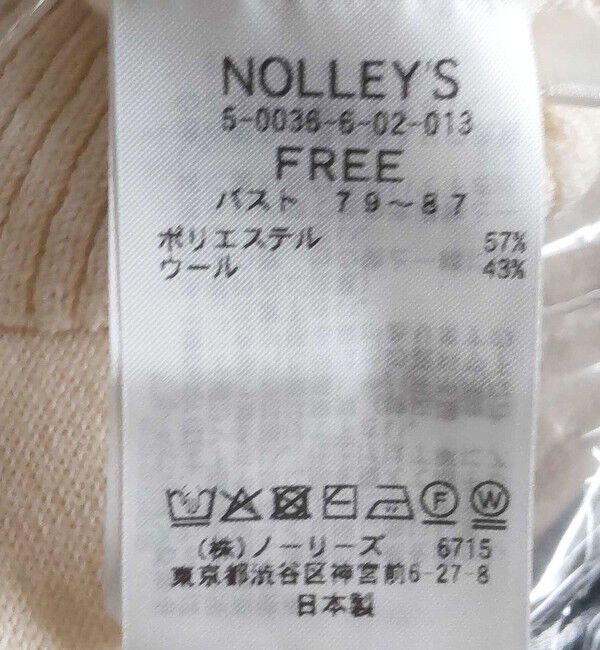 NOLLEY'S
5-0036-6-02-013
FREE
バスト 79~87
ポリエステル 57%
ウール 43%
F W
(株)ノーリーズ 6715
東京都渋谷区神宮前6-27-8
日本製